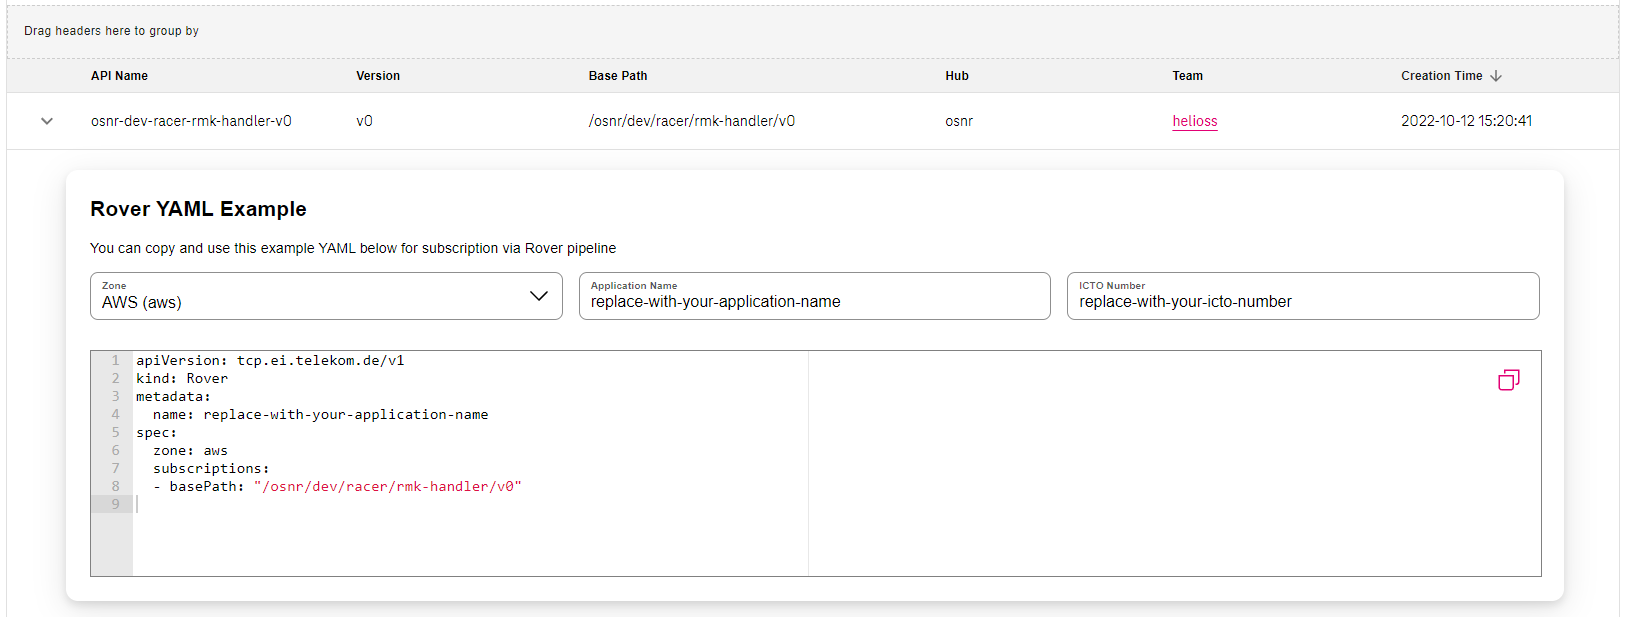 Drag headers here to group by
API Name Version Base Path Hub Team Creation Time
osnr-dev-racer-rmk-handler-v0 v0 /osnr/dev/racer/rmk-handler/v0 osnr helioss 2022-10-12 15:20:41
Rover YAML Example
You can copy and use this example YAML below for subscription via Rover pipeline
Zone Application Name ICTO Number
AWS (aws) replace-with-your-application-name replace-with-your-icto-number
1 apiVersion: tcp.ei.telekom.de/v1
2 kind: Rover
3 metadata:
4   name: replace-with-your-application-name
5 spec:
6   zone: aws
7   subscriptions:
8   - basePath: "/osnr/dev/racer/rmk-handler/v0"
9